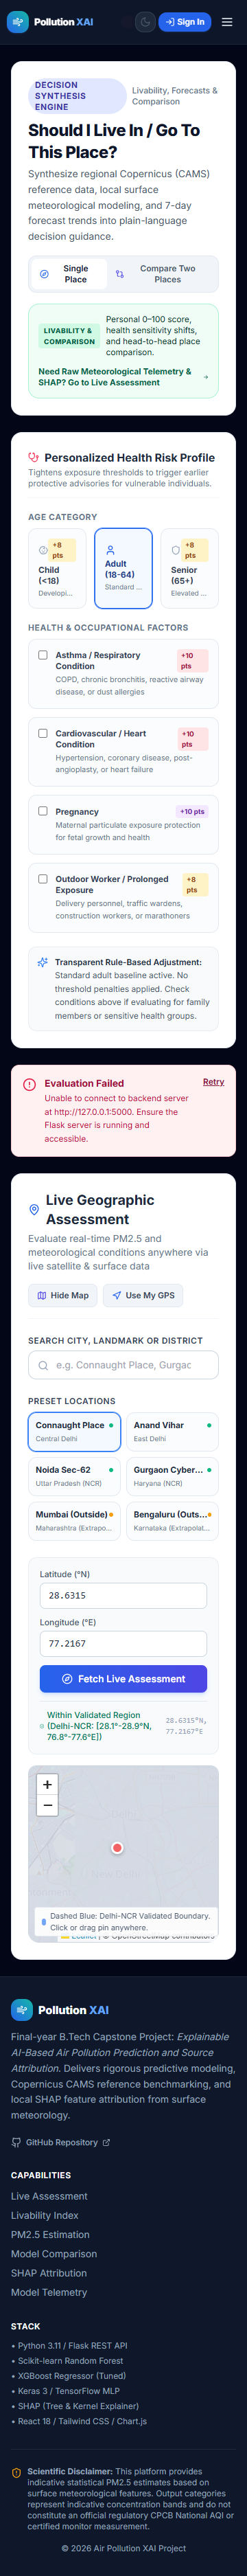 Pollution XAI
Sign In
DECISION
SYNTHESIS
ENGINE
Livability, Forecasts &
Comparison
Should I Live In / Go To
This Place?
Synthesize regional Copernicus (CAMS)
reference data, local surface
meteorological modeling, and 7-day
forecast trends into plain-language
decision guidance.
Single
Place
Compare Two
Places
LIVABILITY &
COMPARISON
Personal 0–100 score,
health sensitivity shifts,
and head-to-head place
comparison.
Need Raw Meteorological Telemetry &
SHAP? Go to Live Assessment →
Personalized Health Risk Profile
Tightens exposure thresholds to trigger earlier
protective advisories for vulnerable individuals.
AGE CATEGORY
+8
pts
Child
(<18)
Developi...
Adult
(18-64)
Standard ...
+8
pts
Senior
(65+)
Elevated ...
HEALTH & OCCUPATIONAL FACTORS
Asthma / Respiratory
Condition
+10
pts
COPD, chronic bronchitis, reactive airway
disease, or dust allergies
Cardiovascular / Heart
Condition
+10
pts
Hypertension, coronary disease, post-
angioplasty, or heart failure
Pregnancy
+10 pts
Maternal particulate exposure protection
for fetal growth and health
Outdoor Worker / Prolonged
Exposure
+8
pts
Delivery personnel, traffic wardens,
construction workers, or marathoners
Transparent Rule-Based Adjustment:
Standard adult baseline active. No
threshold penalties applied. Check
conditions above if evaluating for family
members or sensitive health groups.
Evaluation Failed
Retry
Unable to connect to backend server
at http://127.0.0.1:5000. Ensure the
Flask server is running and
accessible.
Live Geographic
Assessment
Evaluate real-time PM2.5 and
meteorological conditions anywhere via
live satellite & surface data
Hide Map
Use My GPS
SEARCH CITY, LANDMARK OR DISTRICT
e.g. Connaught Place, Gurgac
PRESET LOCATIONS
Connaught Place
Central Delhi
Anand Vihar
East Delhi
Noida Sec-62
Uttar Pradesh (NCR)
Gurgaon Cyber...
Haryana (NCR)
Mumbai (Outside)
Maharashtra (Extrapo...
Bengaluru (Outs...
Karnataka (Extrapolat...
Latitude (°N)
28.6315
Longitude (°E)
77.2167
Fetch Live Assessment
Within Validated Region
(Delhi-NCR: [28.1°-28.9°N,
76.8°-77.6°E])
28.6315°N,
77.2167°E
+
−
Dashed Blue: Delhi-NCR Validated Boundary.
Click or drag pin anywhere.
Leaflet | © OpenStreetMap contributors
Pollution XAI
Final-year B.Tech Capstone Project: Explainable
AI-Based Air Pollution Prediction and Source
Attribution. Delivers rigorous predictive modeling,
Copernicus CAMS reference benchmarking, and
local SHAP feature attribution from surface
meteorology.
GitHub Repository
CAPABILITIES
Live Assessment
Livability Index
PM2.5 Estimation
Model Comparison
SHAP Attribution
Model Telemetry
STACK
• Python 3.11 / Flask REST API
• Scikit-learn Random Forest
• XGBoost Regressor (Tuned)
• Keras 3 / TensorFlow MLP
• SHAP (Tree & Kernel Explainer)
• React 18 / Tailwind CSS / Chart.js
Scientific Disclaimer: This platform provides
indicative statistical PM2.5 estimates based on
surface meteorological features. Output categories
represent indicative concentration bands and do not
constitute an official regulatory CPCB National AQI or
certified monitor measurement.
© 2026 Air Pollution XAI Project